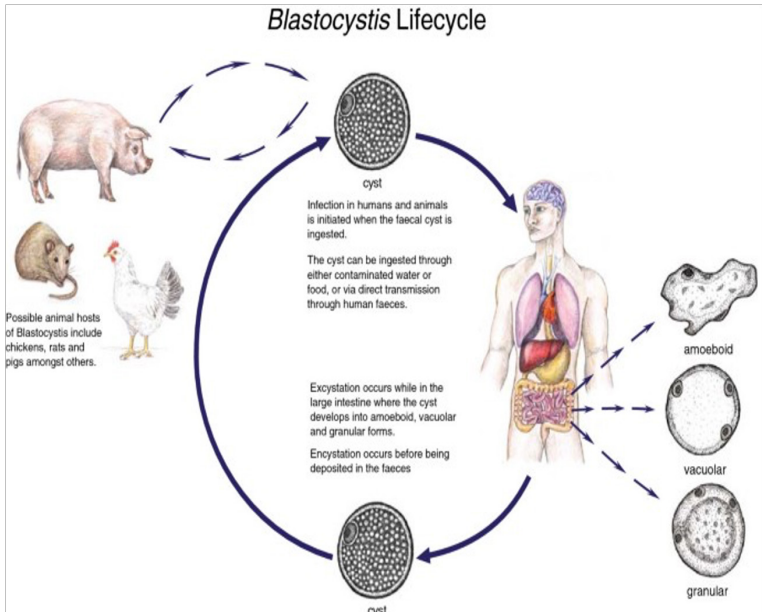 Blastocystis Lifecycle
cyst
Infection in humans and animals
is initiated when the faecal cyst is
ingested.
The cyst can be ingested through
either contaminated water or
food, or via direct transmission
through human faeces.
Possible animal hosts
of Blastocystis include
chickens, rats and
pigs amongst others.
Excystation occurs while in the
large intestine where the cyst
develops into amoeboid, vacuolar
and granular forms.
Encystation occurs before being
deposited in the faeces
amoeboid
vacuolar
granular
cyst